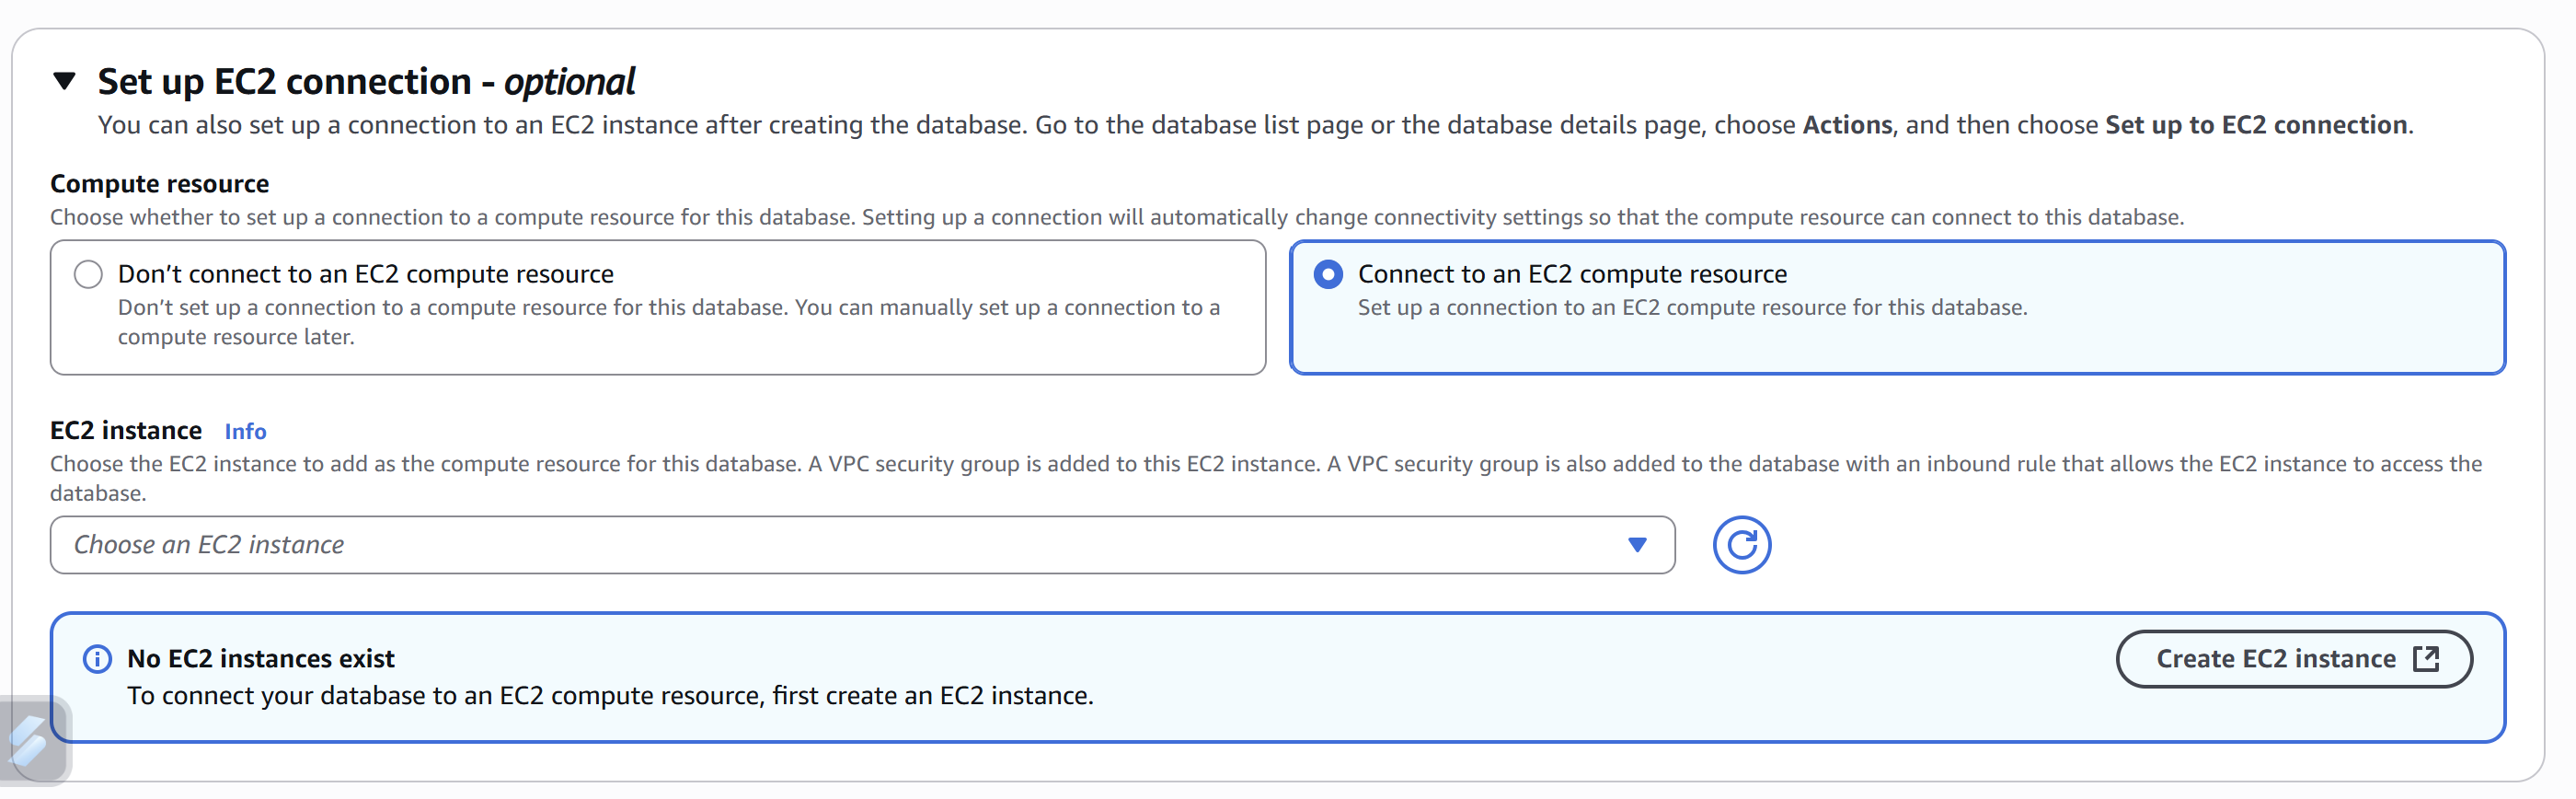 Set up EC2 connection - optional
You can also set up a connection to an EC2 instance after creating the database. Go to the database list page or the database details page, choose Actions, and then choose Set up to EC2 connection.
Compute resource
Choose whether to set up a connection to a compute resource for this database. Setting up a connection will automatically change connectivity settings so that the compute resource can connect to this database.
Don’t connect to an EC2 compute resource
Don’t set up a connection to a compute resource for this database. You can manually set up a connection to a
compute resource later.
Connect to an EC2 compute resource
Set up a connection to an EC2 compute resource for this database.
EC2 instance Info
Choose the EC2 instance to add as the compute resource for this database. A VPC security group is added to this EC2 instance. A VPC security group is also added to the database with an inbound rule that allows the EC2 instance to access the
database.
Choose an EC2 instance
No EC2 instances exist
To connect your database to an EC2 compute resource, first create an EC2 instance.
Create EC2 instance